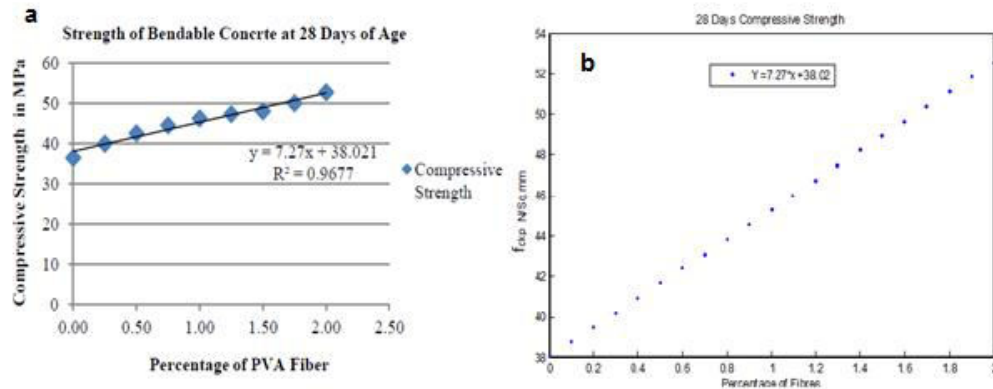 a
Strength of Bendable Concrte at 28 Days of Age
Compressive Strength in MPa
60
50
40
30
20
10
0
y = 7.27x + 38.021
R² = 0.9677
Compressive
Strength
0.00 0.50 1.00 1.50 2.00 2.50
Percentage of PVA Fiber
b
28 Days Compressive Strength
Y=7.27*x+38.02
fckp N/Sq.mm
54
52
50
48
46
44
42
40
38
0 0.2 0.4 0.6 0.8 1 1.2 1.4 1.6 1.8
Percentage of Fibres